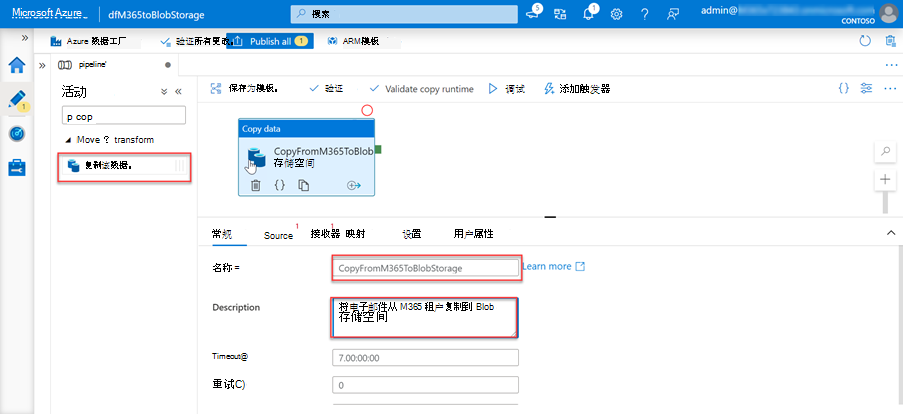 Microsoft Azure
dfM365toBlobStorage
搜索
5
1
admin@
CONTOSO
Azure 数据工厂
验证所有更改。
Publish all
1
ARM模板
pipeline'
活动
保存为模板。
验证
Validate copy runtime
调试
添加触发器
p cop
Move ? transform
复制该数据。
Copy data
CopyFromM365ToBlob
存储空间
1
常规
Source
1
接收器
1
映射
设置
用户属性
名称 =
CopyFromM365ToBlobStorage
Learn more
Description
将电子邮件从 M365 租户复制到 Blob
存储空间
Timeout@
7.00:00:00
重试C)
0